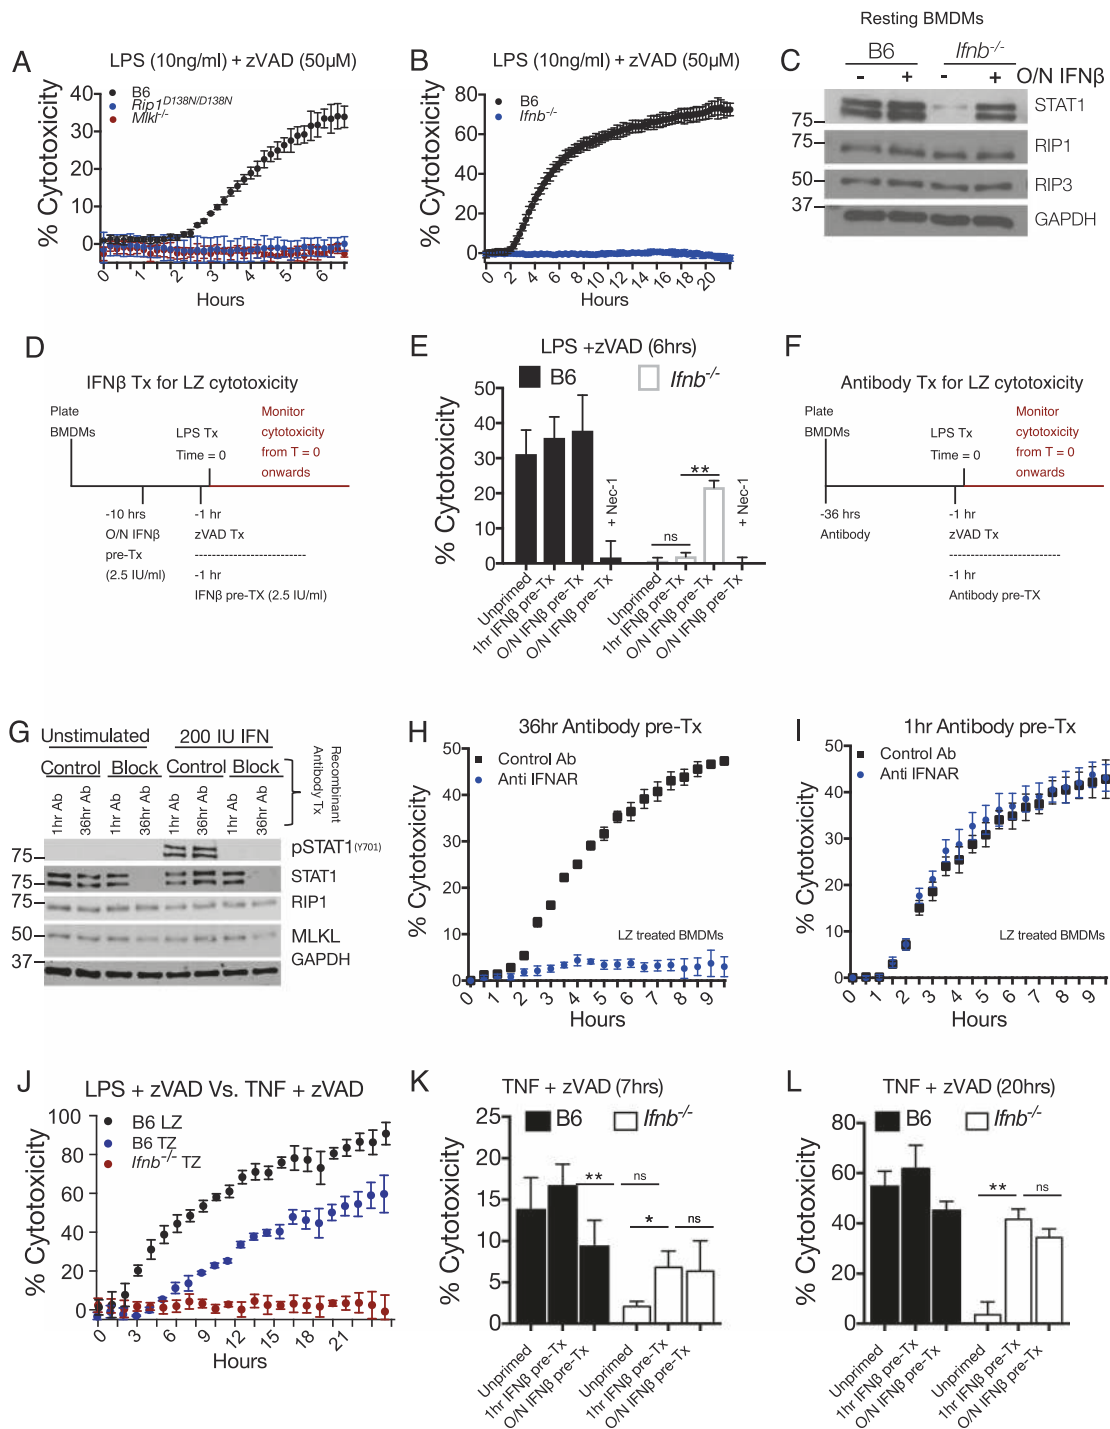 A
LPS (10ng/ml) + zVAD (50µM)
B6
Rip1D138N/D138N
Mlkl-/-
% Cytotoxicity
40
30
20
10
0
0 1 2 3 4 5 6
Hours
B
LPS (10ng/ml) + zVAD (50µM)
B6
Ifnb-/-
% Cytotoxicity
80
60
40
20
0
0 2 4 6 8 10 12 14 16 18 20
Hours
C
Resting BMDMs
B6 Ifnb-/-
- + - + O/N IFNβ
STAT1
75
75
RIP1
50
RIP3
37
GAPDH
D
IFNβ Tx for LZ cytotoxicity
Plate
BMDMs
LPS Tx
Time = 0
Monitor
cytotoxicity
from T = 0
onwards
-10 hrs
O/N IFNβ
pre-Tx
(2.5 IU/ml)
-1 hr
zVAD Tx
--------------------------
-1 hr
IFNβ pre-TX (2.5 IU/ml)
E
LPS +zVAD (6hrs)
B6 Ifnb-/-
% Cytotoxicity
50
40
30
20
10
0
+ Nec-1
ns
**
+ Nec-1
Unprimed
1hr IFNβ pre-Tx
O/N IFNβ pre-Tx
O/N IFNβ pre-Tx
Unprimed
1hr IFNβ pre-Tx
O/N IFNβ pre-Tx
O/N IFNβ pre-Tx
F
Antibody Tx for LZ cytotoxicity
Plate
BMDMs
LPS Tx
Time = 0
Monitor
cytotoxicity
from T = 0
onwards
-36 hrs
Antibody
-1 hr
zVAD Tx
--------------------------
-1 hr
Antibody pre-TX
G
Unstimulated 200 IU IFN
Control Block Control Block
1hr Ab 36hr Ab 1hr Ab 36hr Ab 1hr Ab 36hr Ab 1hr Ab 36hr Ab
Recombinant
Antibody Tx
pSTAT1(Y701)
75
STAT1
75
RIP1
75
MLKL
50
GAPDH
37
H
36hr Antibody pre-Tx
Control Ab
Anti IFNAR
% Cytotoxicity
50
40
30
20
10
0
LZ treated BMDMs
0 1 2 3 4 5 6 7 8 9
Hours
I
1hr Antibody pre-Tx
Control Ab
Anti IFNAR
% Cytotoxicity
50
40
30
20
10
0
LZ treated BMDMs
0 1 2 3 4 5 6 7 8 9
Hours
J
LPS + zVAD Vs. TNF + zVAD
B6 LZ
B6 TZ
Ifnb-/- TZ
% Cytotoxicity
100
80
60
40
20
0
0 3 6 9 12 15 18 21
Hours
K
TNF + zVAD (7hrs)
B6 Ifnb-/-
% Cytotoxicity
25
20
15
10
5
0
** ns
* ns
Unprimed
1hr IFNβ pre-Tx
O/N IFNβ pre-Tx
Unprimed
1hr IFNβ pre-Tx
O/N IFNβ pre-Tx
L
TNF + zVAD (20hrs)
B6 Ifnb-/-
% Cytotoxicity
80
60
40
20
0
** ns
Unprimed
1hr IFNβ pre-Tx
O/N IFNβ pre-Tx
Unprimed
1hr IFNβ pre-Tx
O/N IFNβ pre-Tx